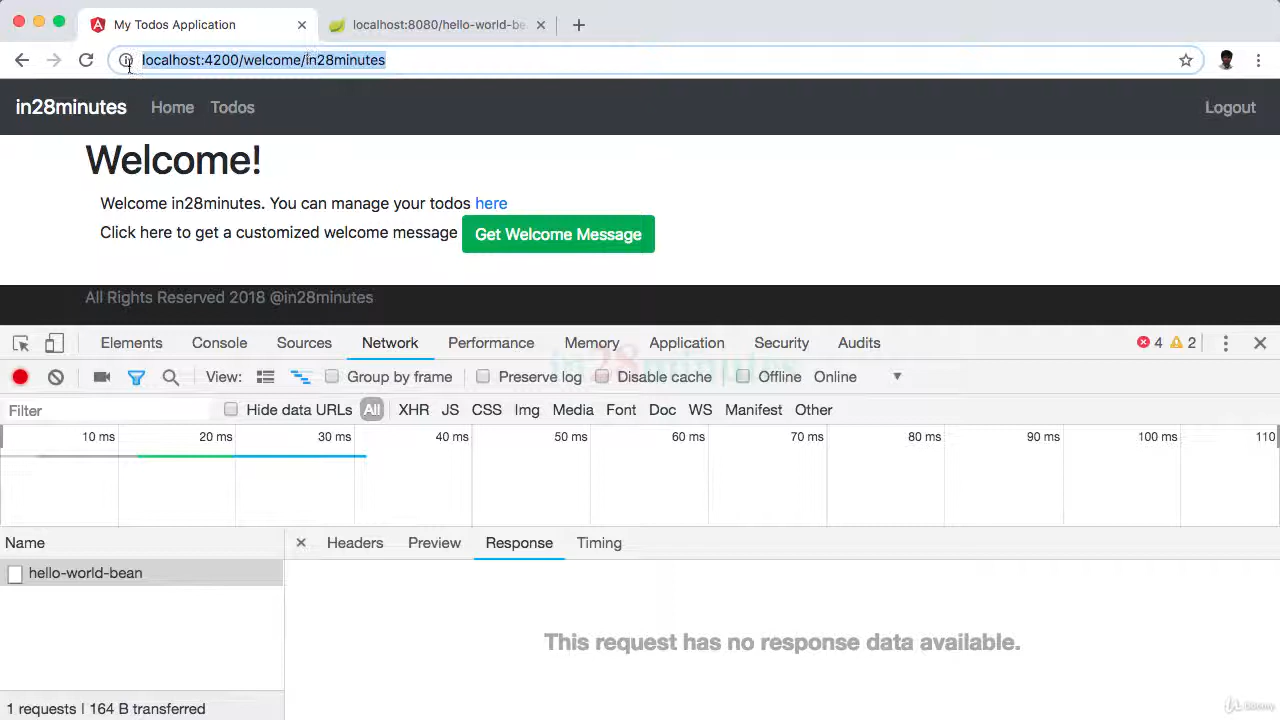 My Todos Application
localhost:8080/hello-world-be
localhost:4200/welcome/in28minutes
in28minutes Home Todos Logout
Welcome!
Welcome in28minutes. You can manage your todos here
Click here to get a customized welcome message Get Welcome Message
All Rights Reserved 2018 @in28minutes
Elements Console Sources Network Performance Memory Application Security Audits 4 2
in28minutes
View: Group by frame Preserve log Disable cache Offline Online
Filter Hide data URLs All XHR JS CSS Img Media Font Doc WS Manifest Other
10 ms 20 ms 30 ms 40 ms 50 ms 60 ms 70 ms 80 ms 90 ms 100 ms 110
Name Headers Preview Response Timing
hello-world-bean
This request has no response data available.
1 requests | 164 B transferred
Udemy